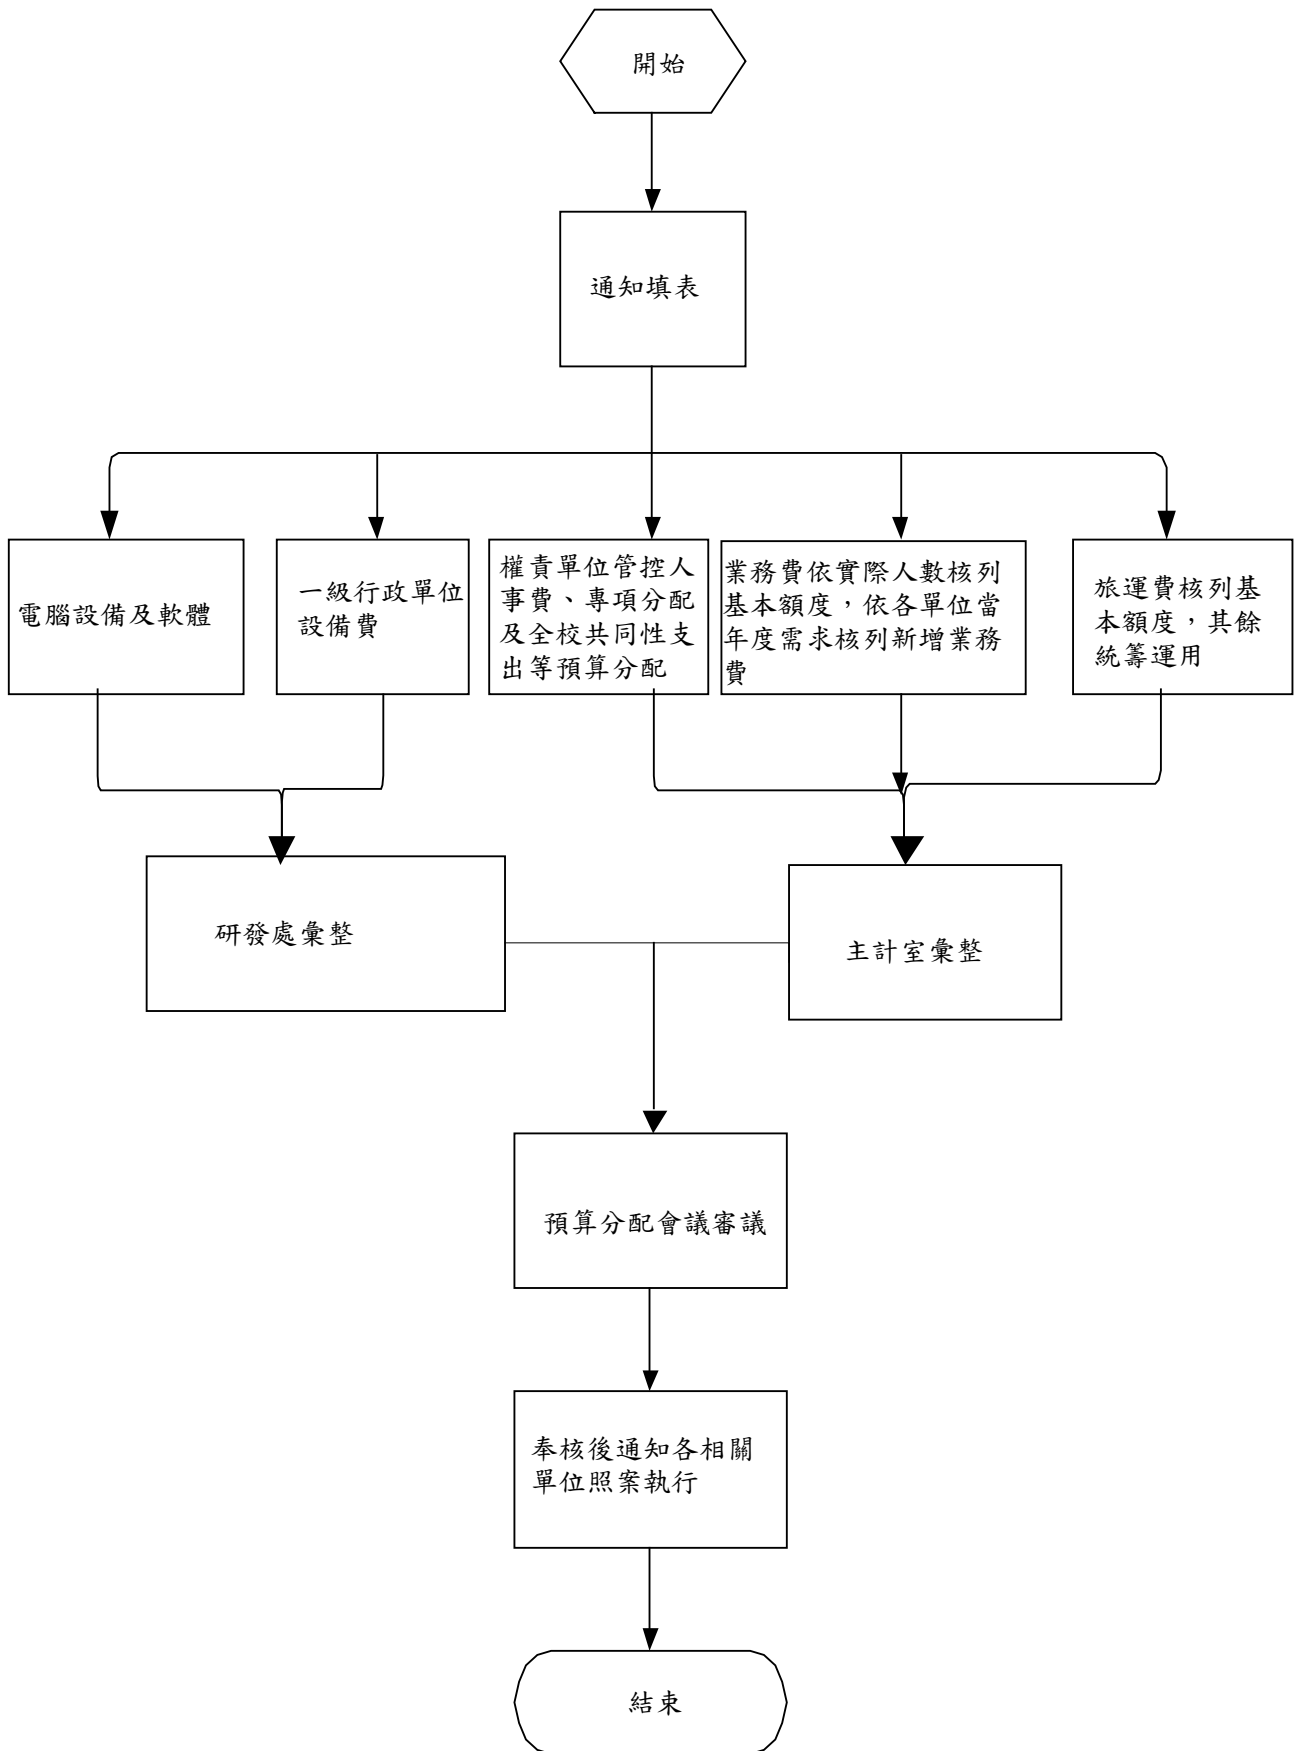 開始
通知填表
電腦設備及軟體
一級行政單位
設備費
權責單位管控人
事費、專項分配
及全校共同性支
出等預算分配
業務費依實際人數核列
基本額度，依各單位當
年度需求核列新增業務
費
旅運費核列基
本額度，其餘
統籌運用
研發處彙整
主計室彙整
預算分配會議審議
奉核後通知各相關
單位照案執行
結束